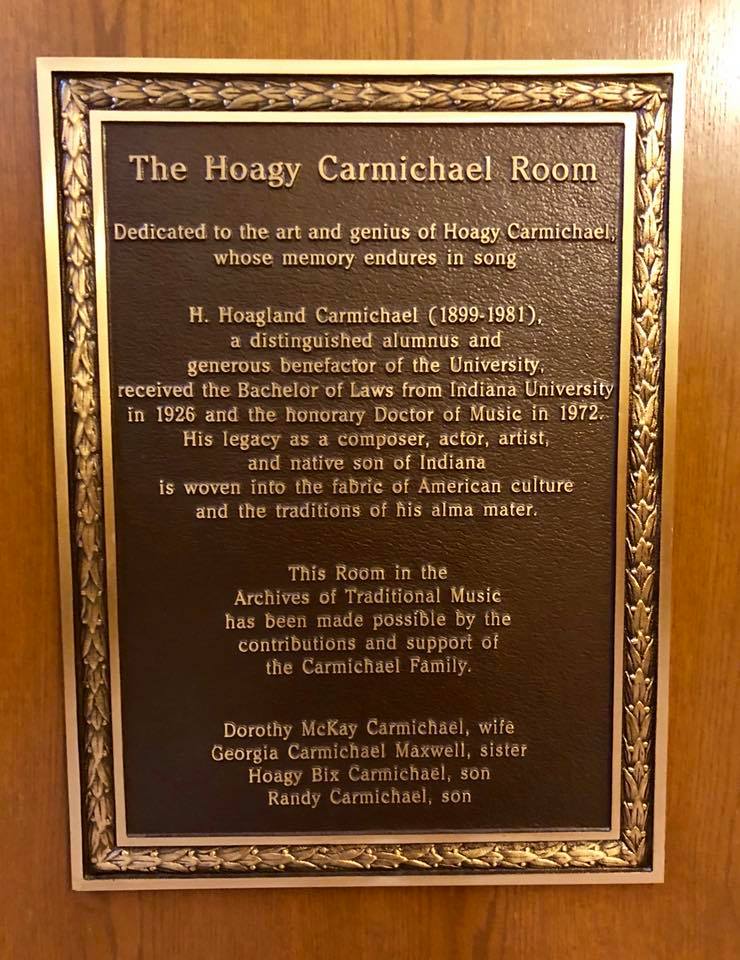 The Hoagy Carmichael Room
Dedicated to the art and genius of Hoagy Carmichael,
whose memory endures in song
H. Hoagland Carmichael (1899-1981),
a distinguished alumnus and
generous benefactor of the University,
received the Bachelor of Laws from Indiana University
in 1926 and the honorary Doctor of Music in 1972.
His legacy as a composer, actor, artist,
and native son of Indiana
is woven into the fabric of American culture
and the traditions of his alma mater.
This Room in the
Archives of Traditional Music
has been made possible by the
contributions and support of
the Carmichael Family.
Dorothy McKay Carmichael, wife
Georgia Carmichael Maxwell, sister
Hoagy Bix Carmichael, son
Randy Carmichael, son